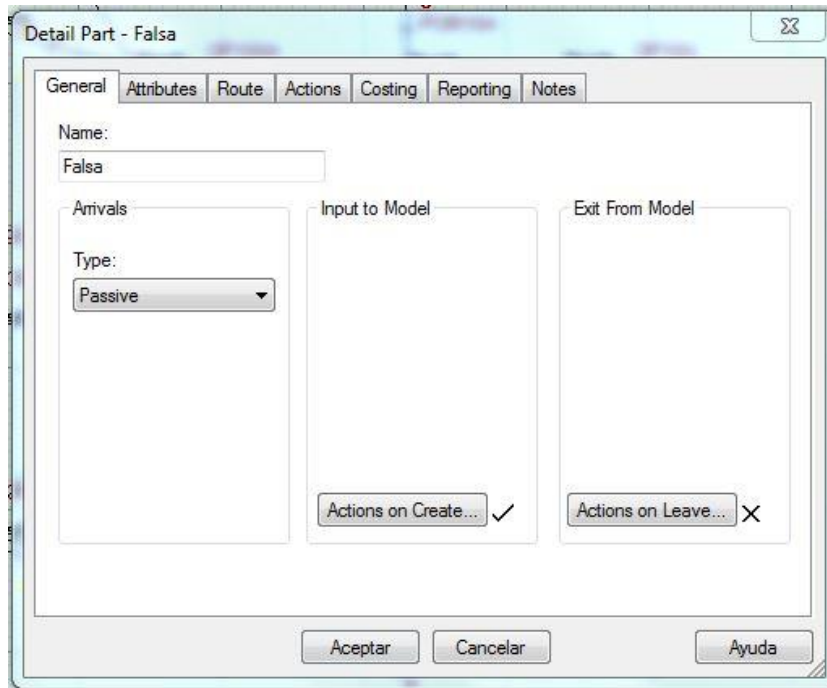 Detail Part - Falsa
General Attributes Route Actions Costing Reporting Notes
Name:
Falsa
Arrivals Input to Model Exit From Model
Type:
Passive
Actions on Create... Actions on Leave...
Aceptar Cancelar Ayuda